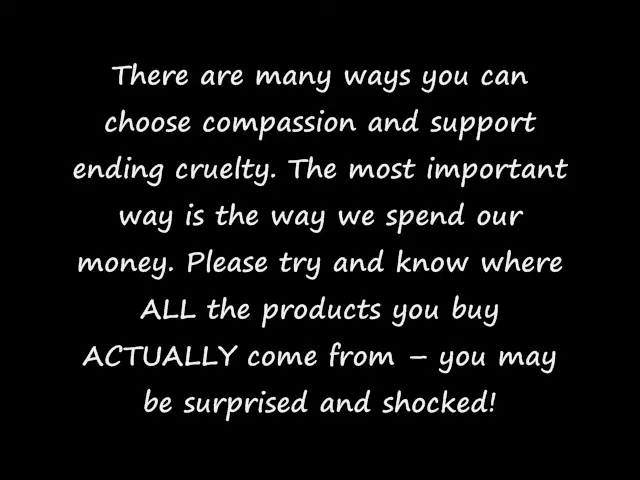 There are many ways you can
choose compassion and support
ending cruelty. The most important
way is the way we spend our
money. Please try and know where
ALL the products you buy
ACTUALLY come from – you may
be surprised and shocked!